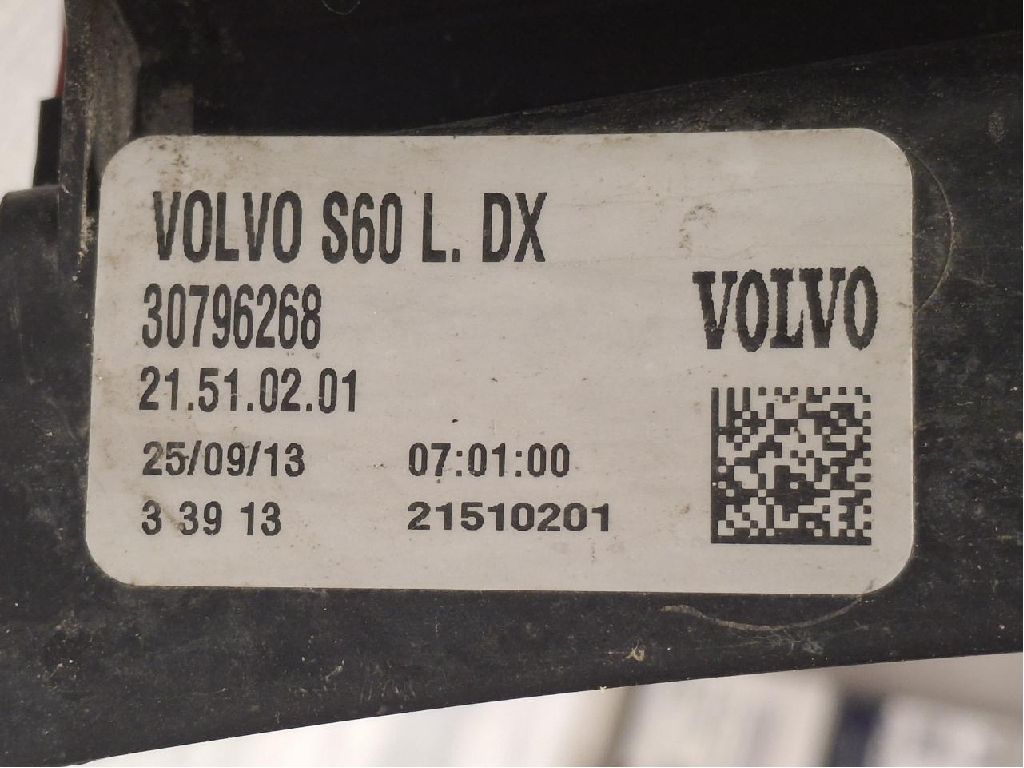 VOLVO S60 L. DX
30796268
VOLVO
21.51.02.01
25/09/13 07:01:00
3 39 13 21510201